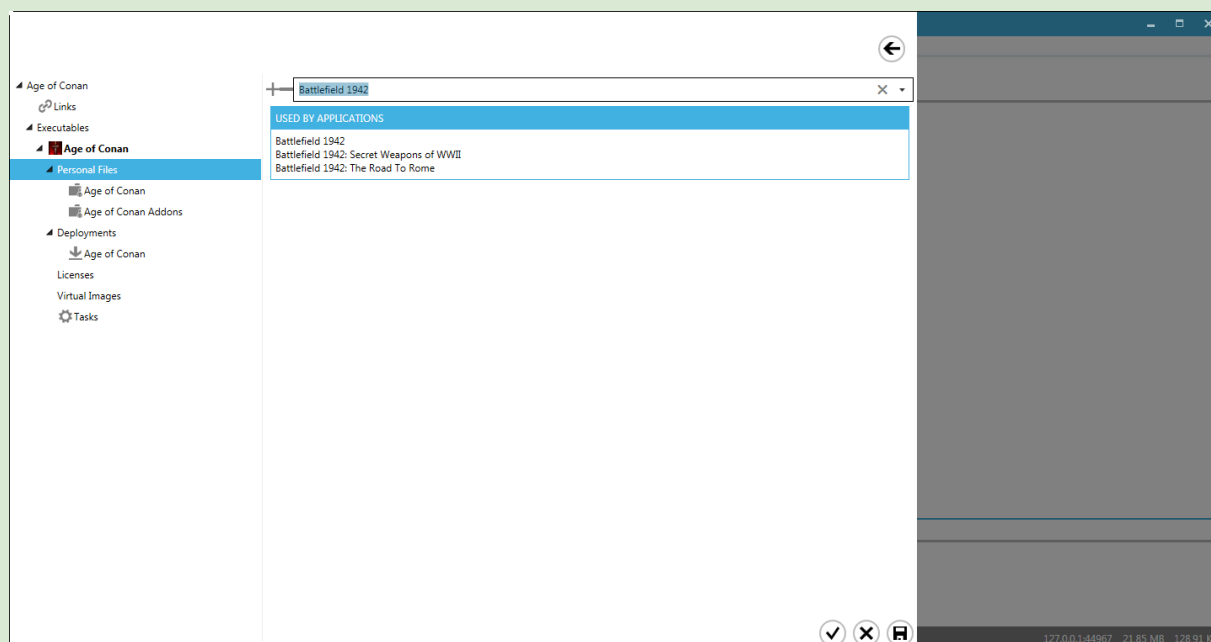 Age of Conan
Links
Executables
Age of Conan
Personal Files
Age of Conan
Age of Conan Addons
Deployments
Age of Conan
Licenses
Virtual Images
Tasks
Battlefield 1942
USED BY APPLICATIONS
Battlefield 1942
Battlefield 1942: Secret Weapons of WWII
Battlefield 1942: The Road To Rome
127.0.0.1:44967 21.85 MB 128.91